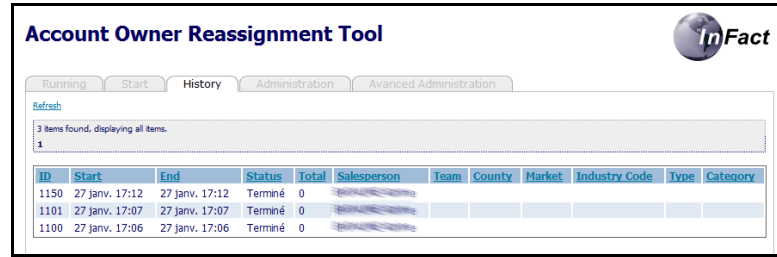 Account Owner Reassignment Tool
InFact
Running Start History Administration Avanced Administration
Refresh
3 items found, displaying all items.
1
ID Start End Status Total Salesperson Team County Market Industry Code Type Category
1150 27 janv. 17:12 27 janv. 17:12 Terminé 0
1101 27 janv. 17:07 27 janv. 17:07 Terminé 0
1100 27 janv. 17:06 27 janv. 17:06 Terminé 0